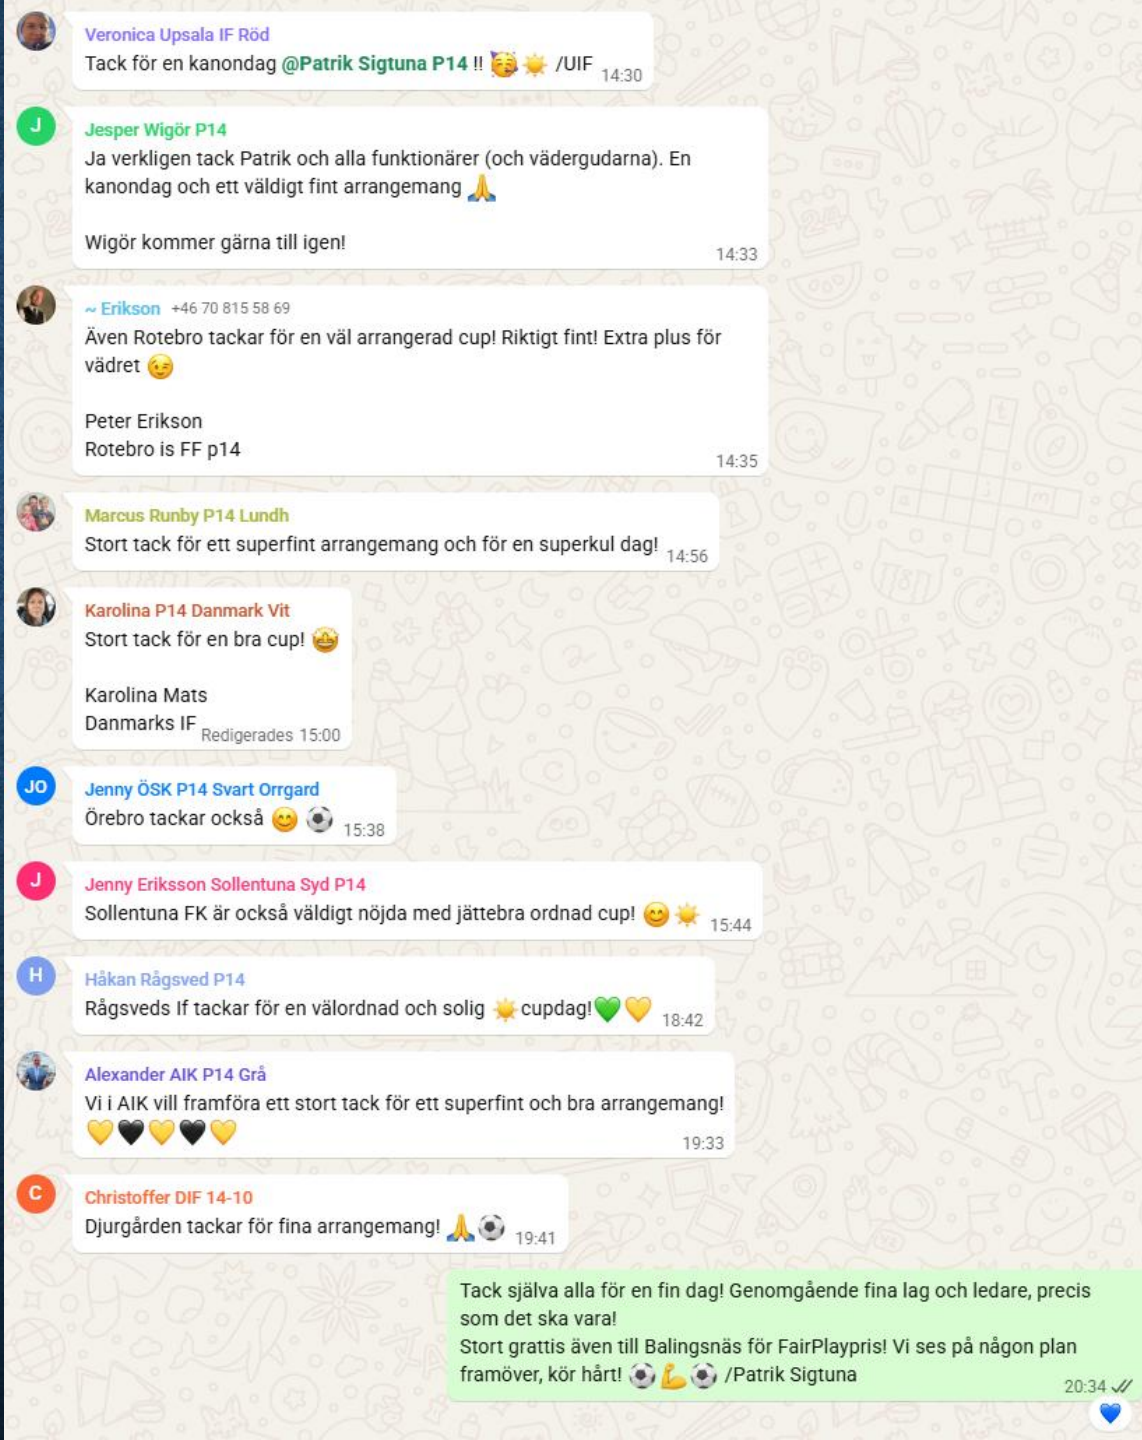 Veronica Upsala IF Röd
Tack för en kanondag @Patrik Sigtuna P14 !! 🥳☀️ /UIF 14:30
J
Jesper Wigör P14
Ja verkligen tack Patrik och alla funktionärer (och vädergudarna). En
kanondag och ett väldigt fint arrangemang 🙏
Wigör kommer gärna till igen!
14:33
~ Erikson +46 70 815 58 69
Även Rotebro tackar för en väl arrangerad cup! Riktigt fint! Extra plus för
vädret 😉
Peter Erikson
Rotebro is FF p14
14:35
Marcus Runby P14 Lundh
Stort tack för ett superfint arrangemang och för en superkul dag! 14:56
Karolina P14 Danmark Vit
Stort tack för en bra cup! 🤩
Karolina Mats
Danmarks IF Redigerades 15:00
JO
Jenny ÖSK P14 Svart Orrgard
Örebro tackar också 😊 ⚽ 15:38
J
Jenny Eriksson Sollentuna Syd P14
Sollentuna FK är också väldigt nöjda med jättebra ordnad cup! 😊☀️ 15:44
H
Håkan Rågsved P14
Rågsveds If tackar för en välordnad och solig ☀️cupdag!💚💛 18:42
Alexander AIK P14 Grå
Vi i AIK vill framföra ett stort tack för ett superfint och bra arrangemang!
💛🖤💛🖤💛 19:33
C
Christoffer DIF 14-10
Djurgården tackar för fina arrangemang! 🙏⚽ 19:41
Tack själva alla för en fin dag! Genomgående fina lag och ledare, precis
som det ska vara!
Stort grattis även till Balingsnäs för FairPlaypris! Vi ses på någon plan
framöver, kör hårt! ⚽💪⚽ /Patrik Sigtuna
20:34